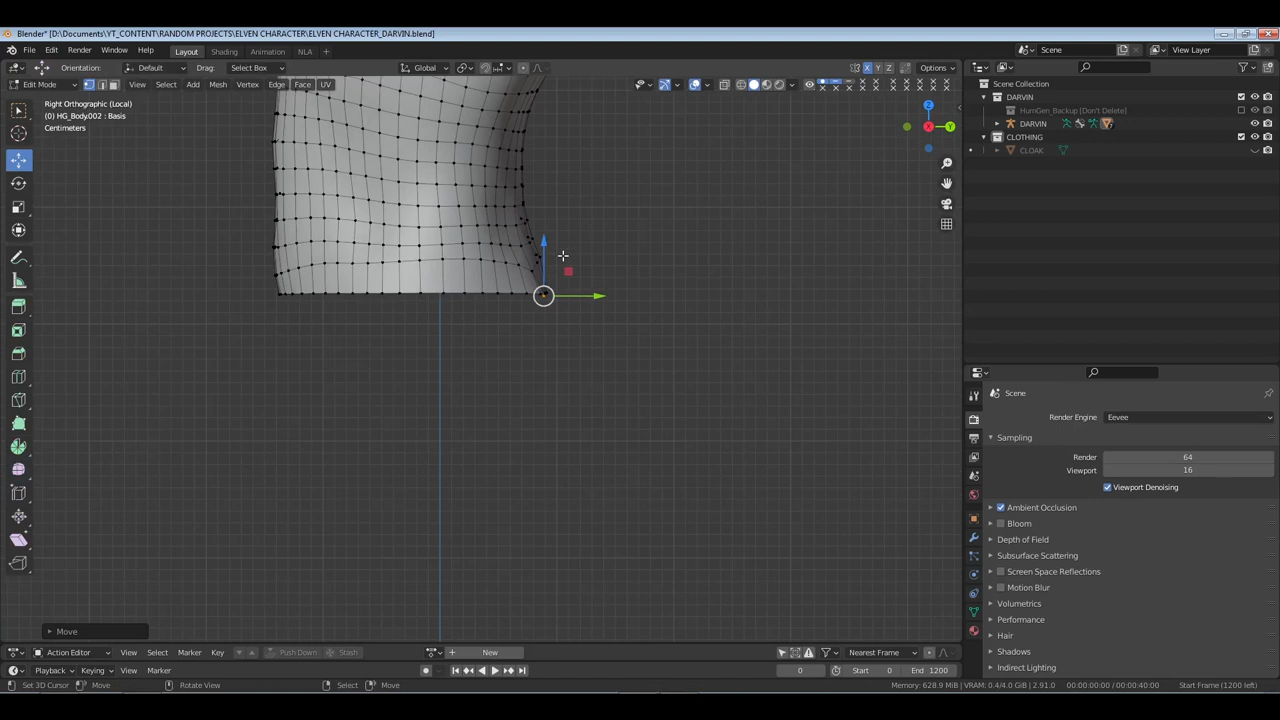 Blender* [D:\Documents\YT_CONTENT\RANDOM PROJECTS\ELVEN CHARACTER\ELVEN CHARACTER_DARVIN.blend]
File Edit Render Window Help Layout Shading Animation NLA + Scene View Layer
Orientation: Default Drag: Select Box Global X Y Z Options
Edit Mode View Select Add Mesh Vertex Edge Face UV
Right Orthographic (Local)
(0) HG_Body.002 : Basis
Centimeters
Z
X Y
Scene Collection
DARVIN
HumGen_Backup [Don't Delete]
DARVIN
CLOTHING
CLOAK
Scene
Render Engine Eevee
Sampling
Render 64
Viewport 16
Viewport Denoising
Ambient Occlusion
Bloom
Depth of Field
Subsurface Scattering
Screen Space Reflections
Motion Blur
Volumetrics
Performance
Hair
Shadows
Indirect Lighting
Move
Action Editor View Select Marker Key Push Down Stash New Nearest Frame
Playback Keying View Marker 0 Start 0 End 1200
Set 3D Cursor Move Rotate View Select Move Memory: 628.9 MiB | VRAM: 0.4/4.0 GiB | 2.91.0 00:00:00:00 / 00:00:40:00 Start Frame (1200 left)